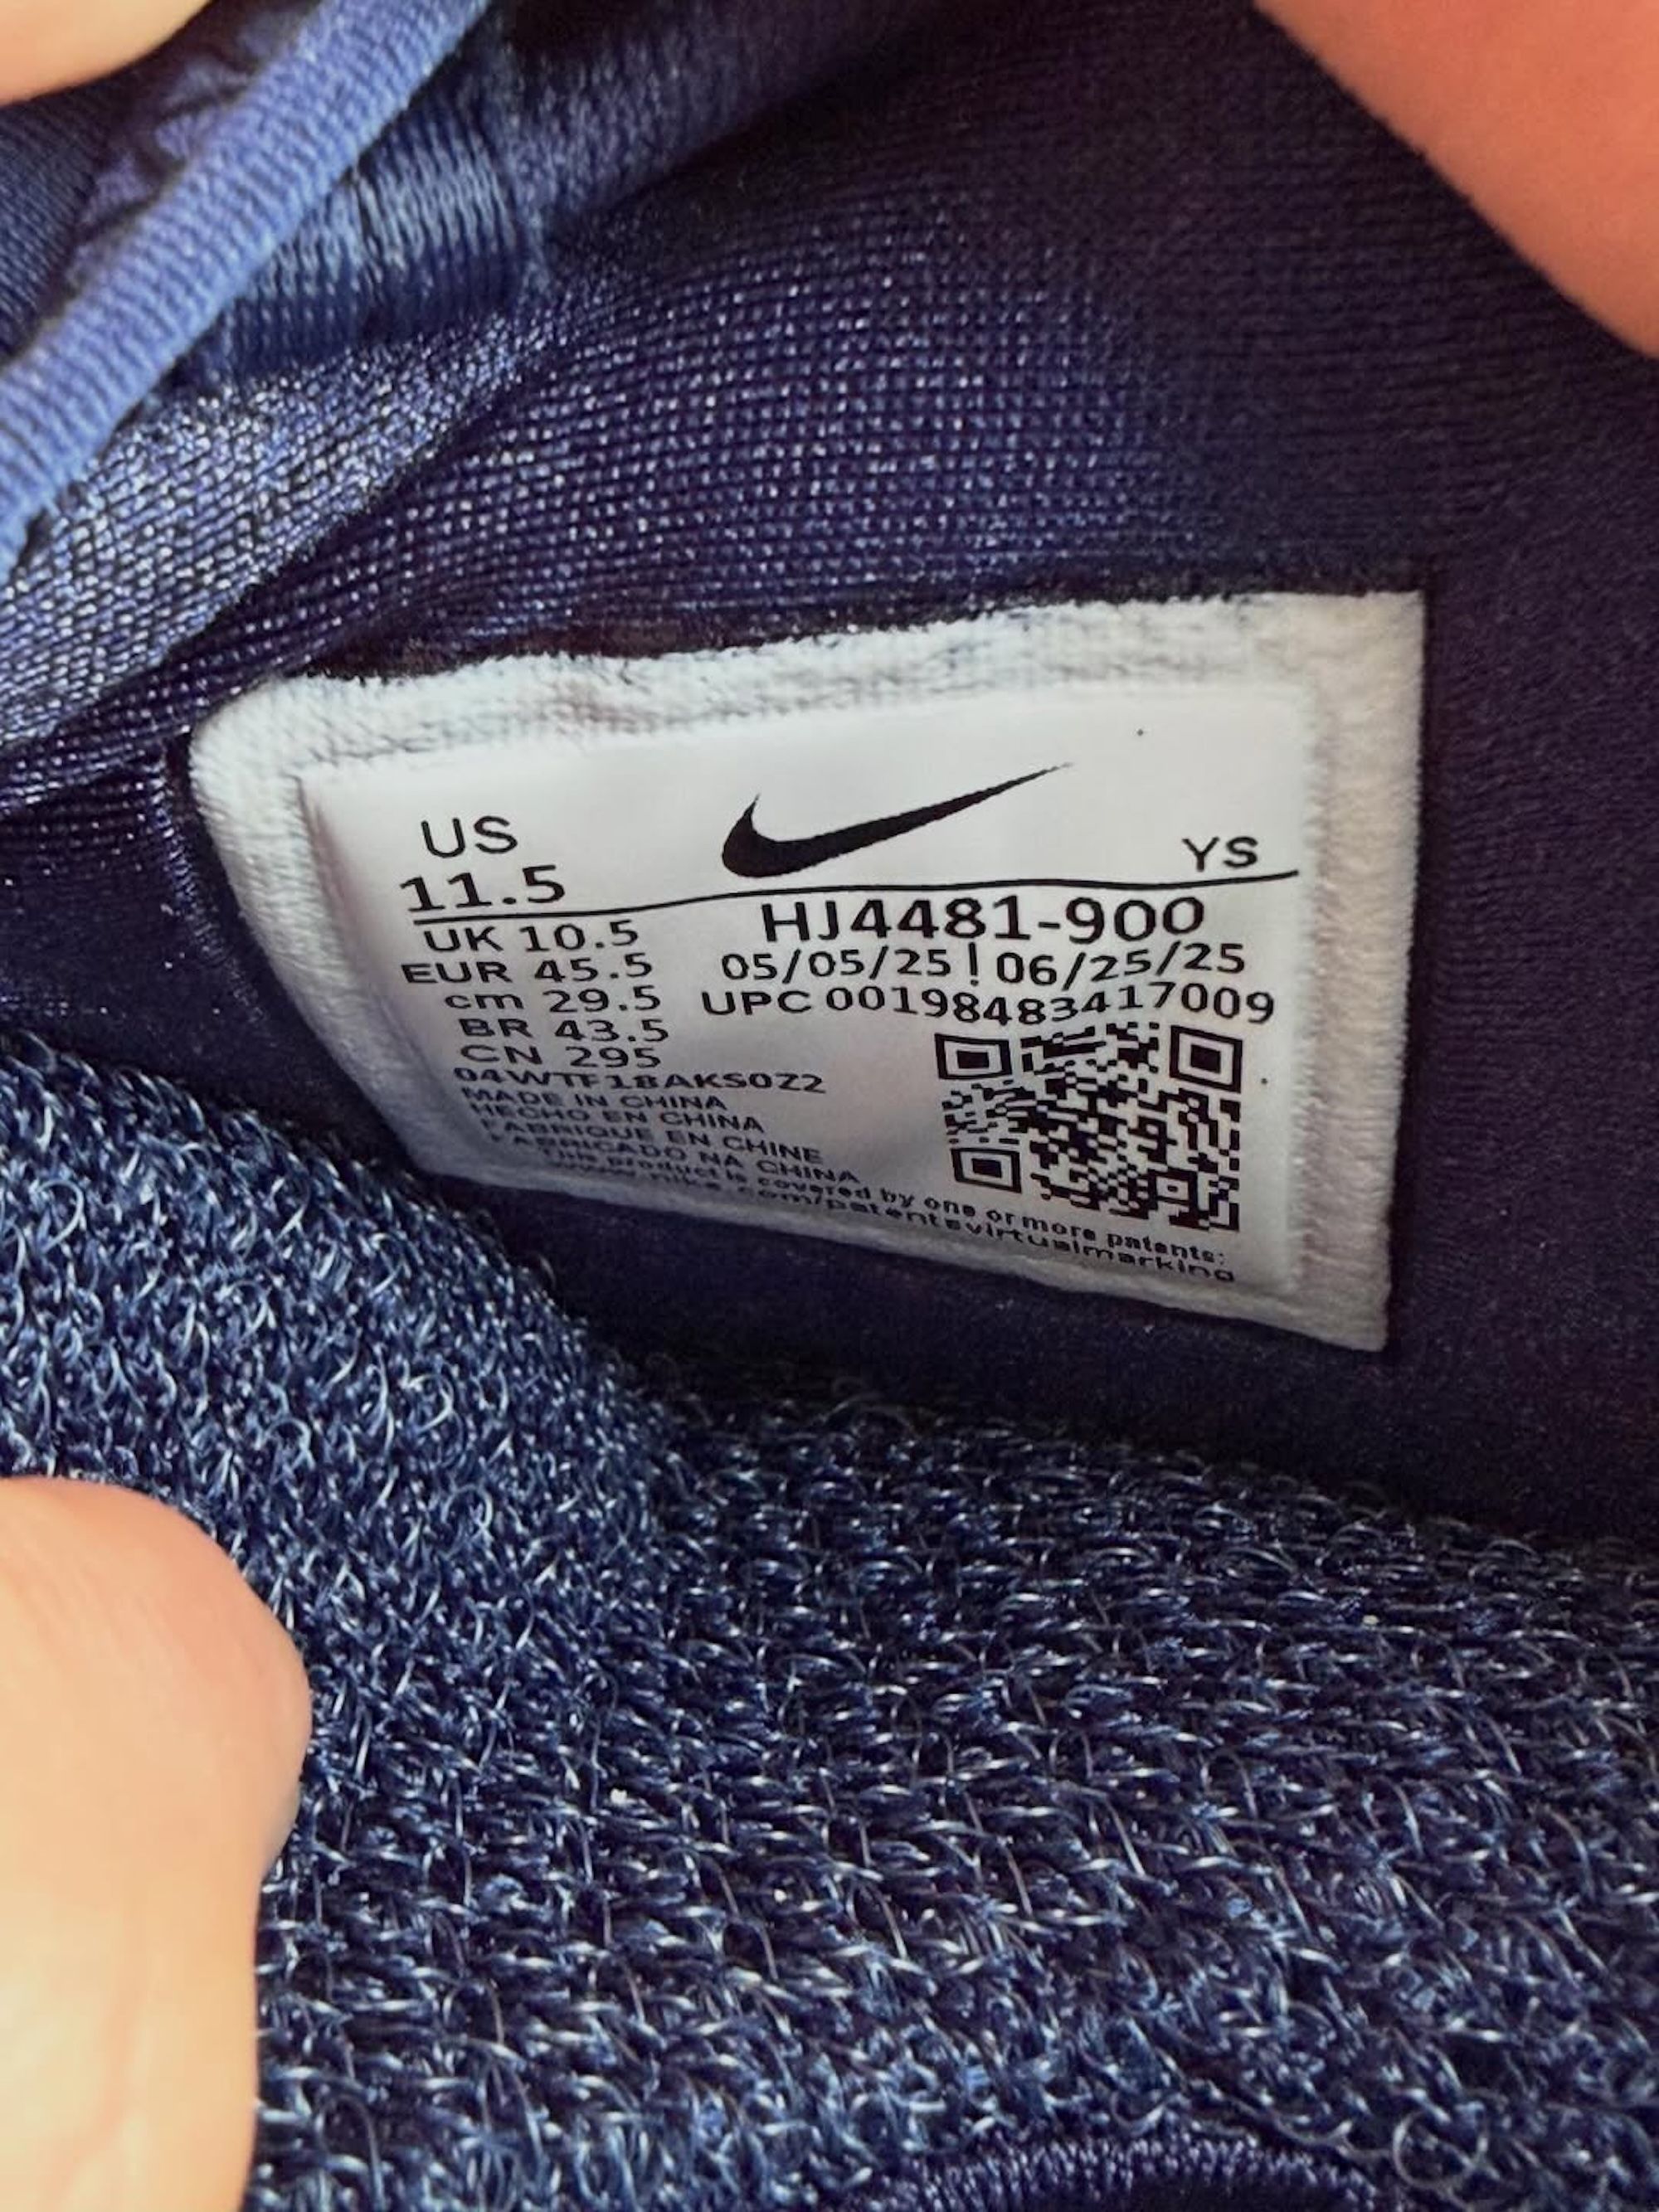 US
11.5
YS
UK 10.5
EUR 45.5
cm 29.5
BR 43.5
CN 295
HJ4481-900
05/05/25 | 06/25/25
UPC 00198483417009
04WTF18AKS0Z2
MADE IN CHINA
HECHO EN CHINA
FABRIQUE EN CHINE
FABRICADO NA CHINA
This product is covered by one or more patents:
www.nike.com/patentsvirtualmarking